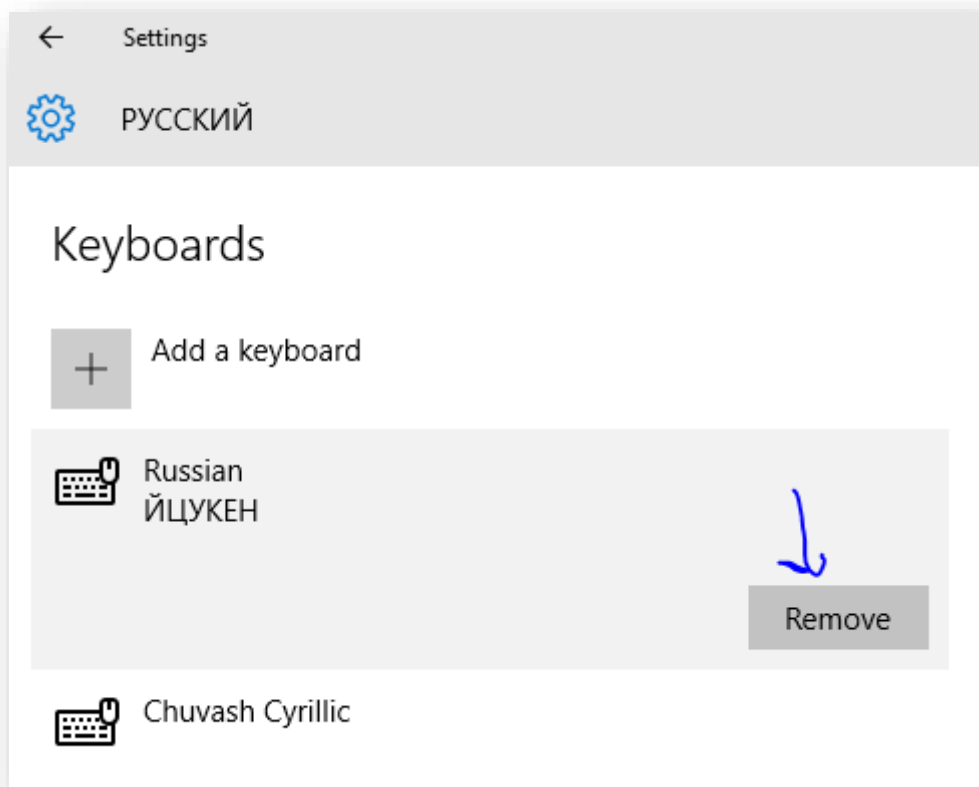 Settings
РУССКИЙ
Keyboards
Add a keyboard
Russian
ЙЦУКЕН
Remove
Chuvash Cyrillic